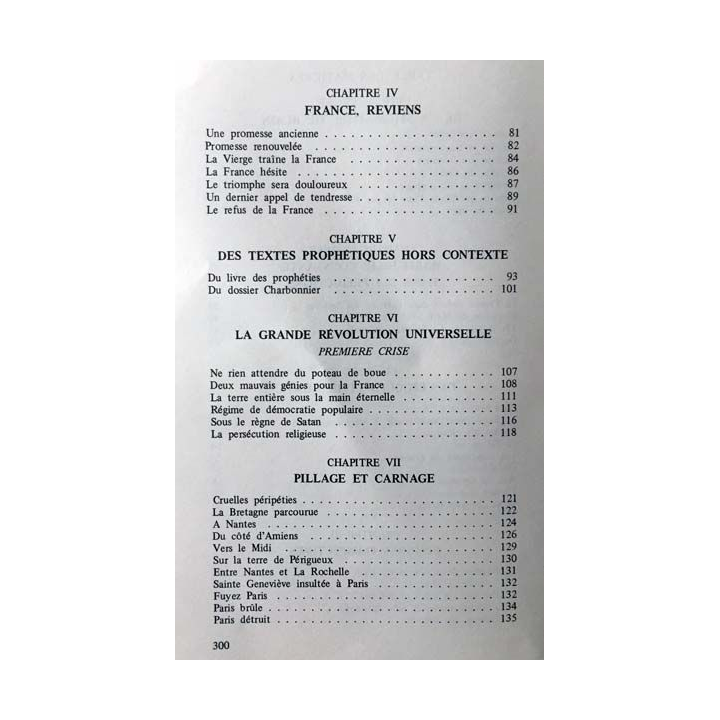 CHAPITRE IV
FRANCE, REVIENS
Une promesse ancienne . . . . . . . . . . . . . . . . . . . . 81
Promesse renouvelée . . . . . . . . . . . . . . . . . . . . 82
La Vierge traîne la France . . . . . . . . . . . . . . . . . . 84
La France hésite . . . . . . . . . . . . . . . . . . . . . . 86
Le triomphe sera douloureux . . . . . . . . . . . . . . . . 87
Un dernier appel de tendresse . . . . . . . . . . . . . . . . 89
Le refus de la France . . . . . . . . . . . . . . . . . . . . 91
CHAPITRE V
DES TEXTES PROPHÉTIQUES HORS CONTEXTE
Du livre des prophéties . . . . . . . . . . . . . . . . . . . 93
Du dossier Charbonnier . . . . . . . . . . . . . . . . . . . . 101
CHAPITRE VI
LA GRANDE RÉVOLUTION UNIVERSELLE
PREMIERE CRISE
Ne rien attendre du poteau de boue . . . . . . . . . . . . 107
Deux mauvais génies pour la France . . . . . . . . . . . . . 108
La terre entière sous la main éternelle . . . . . . . . . . . 111
Régime de démocratie populaire . . . . . . . . . . . . . . . 113
Sous le règne de Satan . . . . . . . . . . . . . . . . . . 116
La persécution religieuse . . . . . . . . . . . . . . . . . . . 118
CHAPITRE VII
PILLAGE ET CARNAGE
Cruelles péripéties . . . . . . . . . . . . . . . . . . . . . . 121
La Bretagne parcourue . . . . . . . . . . . . . . . . . . . . 122
A Nantes . . . . . . . . . . . . . . . . . . . . . . . . . . 124
Du côté d'Amiens . . . . . . . . . . . . . . . . . . . . . . 126
Vers le Midi . . . . . . . . . . . . . . . . . . . . . . . . . 129
Sur la terre de Périgueux . . . . . . . . . . . . . . . . . . . 130
Entre Nantes et La Rochelle . . . . . . . . . . . . . . . . . 131
Sainte Geneviève insultée à Paris . . . . . . . . . . . . . . 132
Fuyez Paris . . . . . . . . . . . . . . . . . . . . . . . . . 132
Paris brûle . . . . . . . . . . . . . . . . . . . . . . . . . . 134
Paris détruit . . . . . . . . . . . . . . . . . . . . . . . . . 135
300